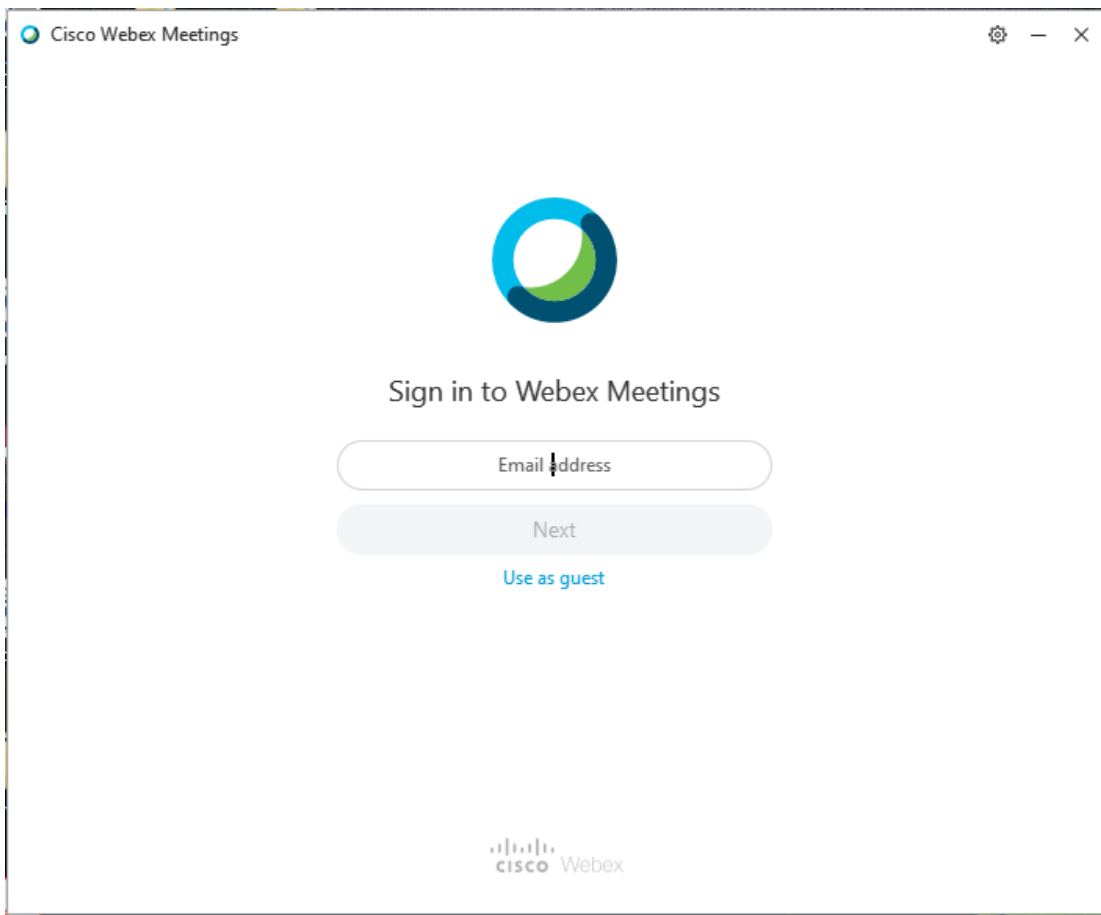 Cisco Webex Meetings
Sign in to Webex Meetings
Email address
Next
Use as guest
cisco Webex